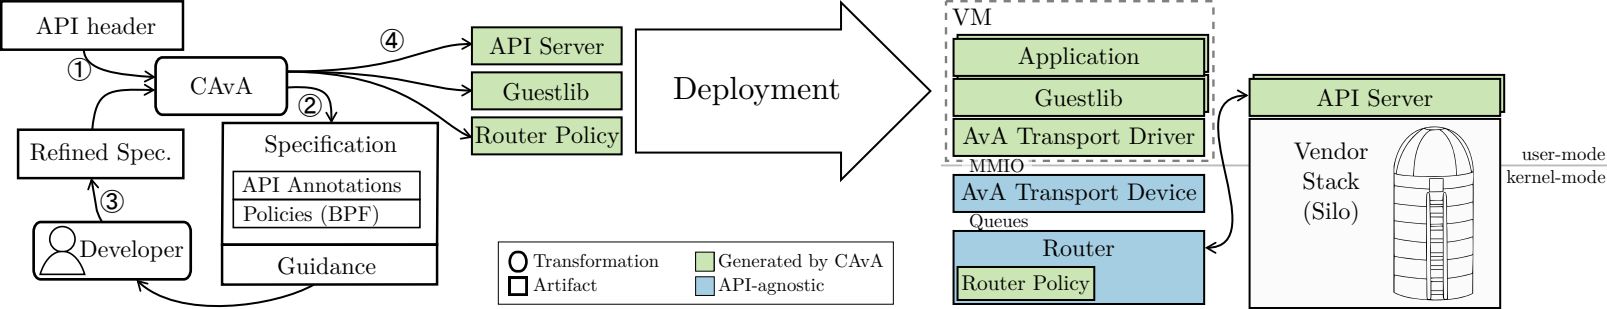 API header
①
CAvA
②
④
Refined Spec.
③
Developer
Specification
API Annotations
Policies (BPF)
Guidance
API Server
Guestlib
Router Policy
Deployment
Transformation
Artifact
Generated by CAvA
API-agnostic
VM
Application
Guestlib
AvA Transport Driver
MMIO
AvA Transport Device
Queues
Router
Router Policy
API Server
Vendor
Stack
(Silo)
user-mode
kernel-mode